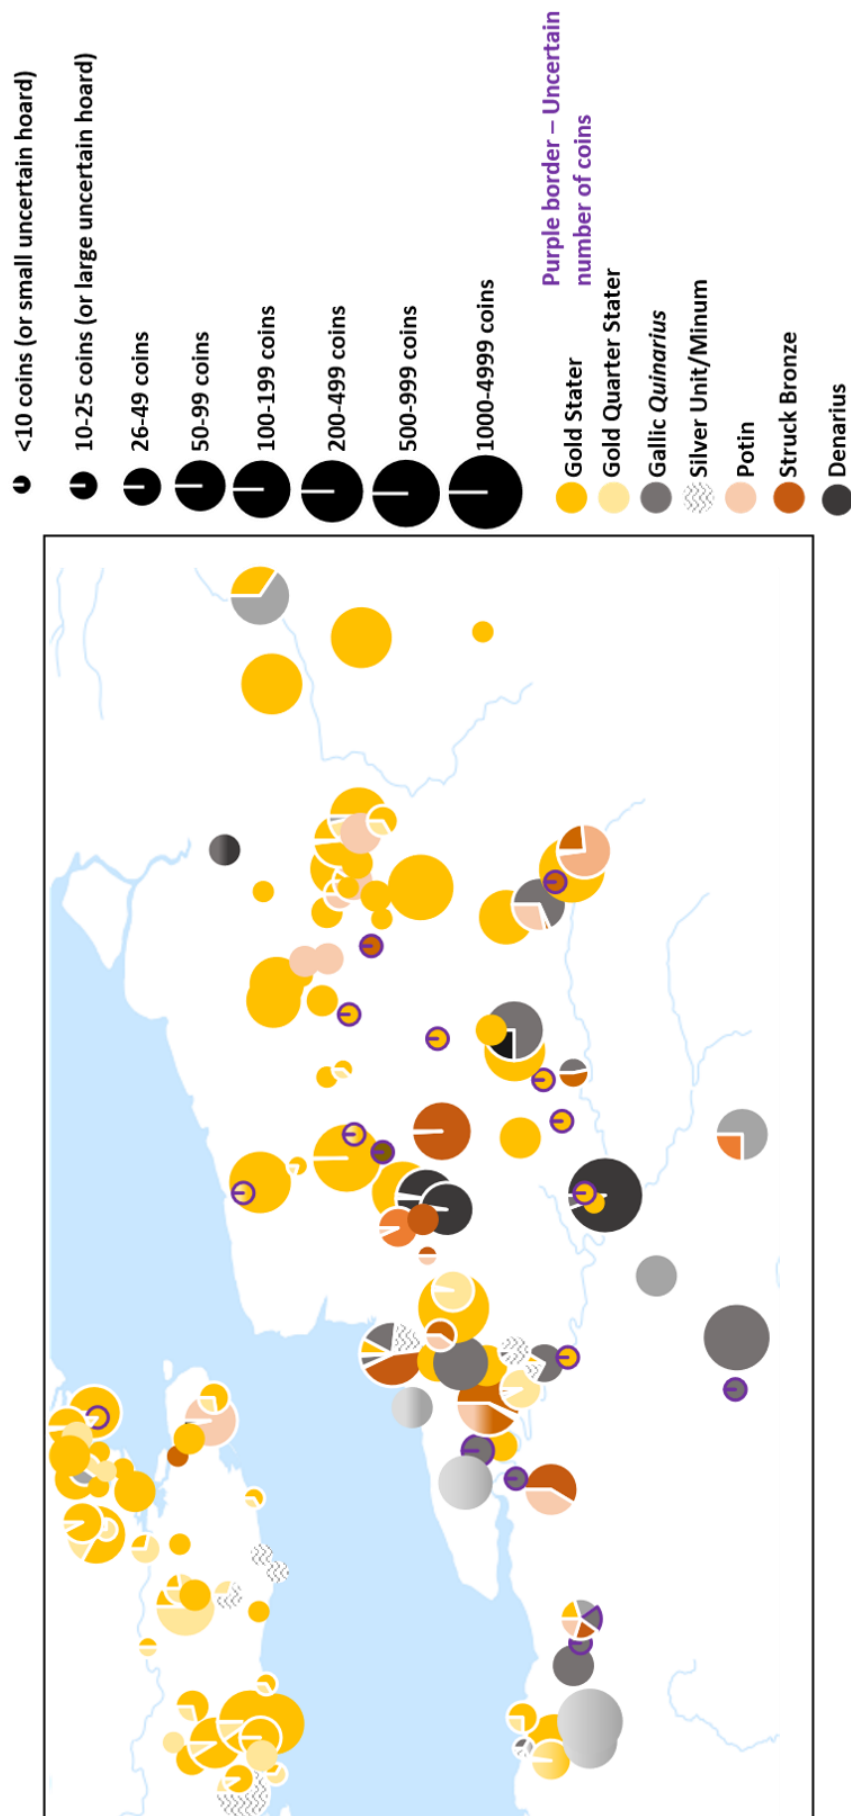 <10 coins (or small uncertain hoard)
10-25 coins (or large uncertain hoard)
26-49 coins
50-99 coins
100-199 coins
200-499 coins
500-999 coins
1000-4999 coins
Purple border – Uncertain
number of coins
Gold Stater
Gold Quarter Stater
Gallic Quinarius
Silver Unit/Minum
Potin
Struck Bronze
Denarius